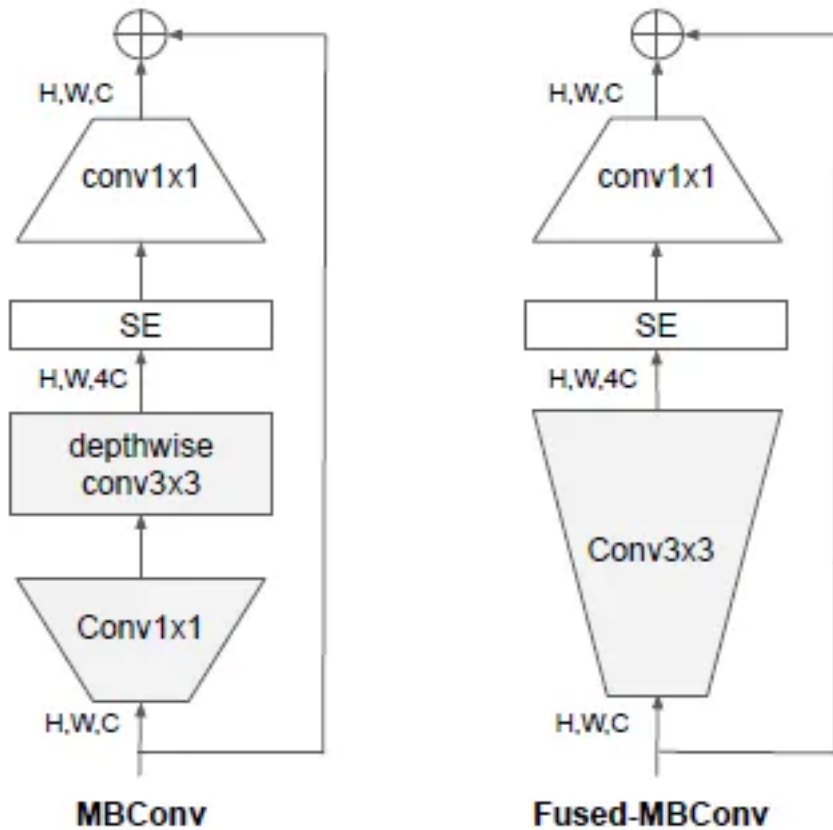 H,W,C
conv1x1
SE
H,W,4C
depthwise
conv3x3
Conv1x1
H,W,C
MBConv
H,W,C
conv1x1
SE
H,W,4C
Conv3x3
H,W,C
Fused-MBConv